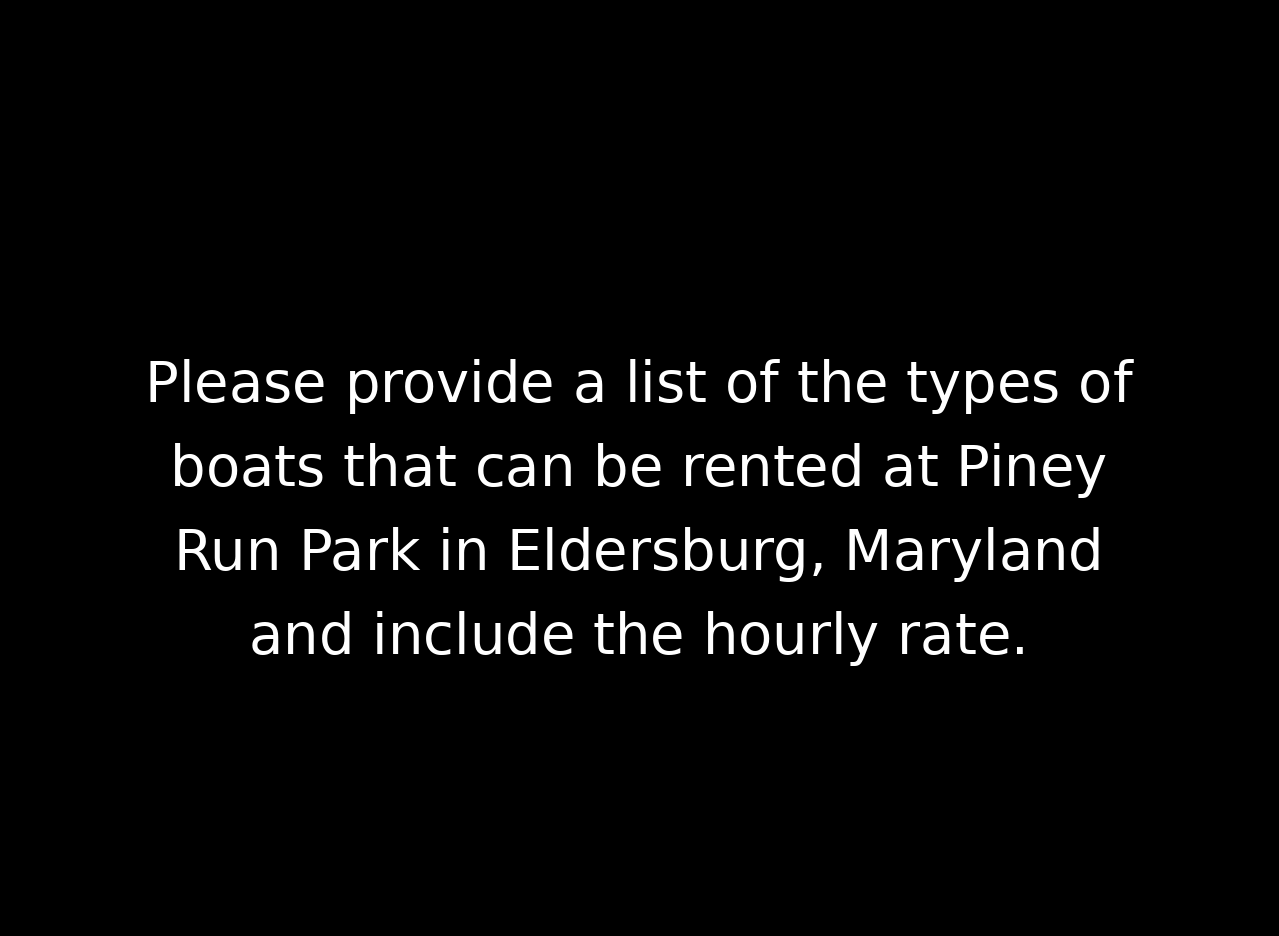 Please provide a list of the types of
boats that can be rented at Piney
Run Park in Eldersburg, Maryland
and include the hourly rate.